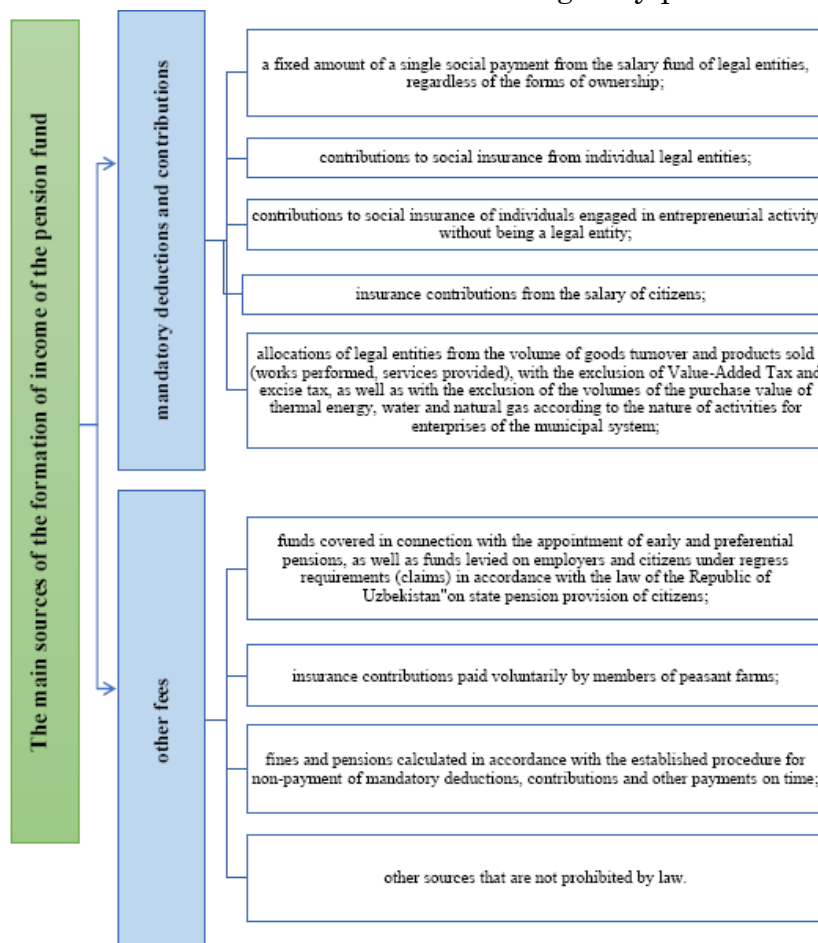 The main sources of the formation of income of the pension fund
mandatory deductions and contributions
a fixed amount of a single social payment from the salary fund of legal entities,
regardless of the forms of ownership;
contributions to social insurance from individual legal entities;
contributions to social insurance of individuals engaged in entrepreneurial activity
without being a legal entity;
insurance contributions from the salary of citizens;
allocations of legal entities from the volume of goods turnover and products sold
(works performed, services provided), with the exclusion of Value-Added Tax and
excise tax, as well as with the exclusion of the volumes of the purchase value of
thermal energy, water and natural gas according to the nature of activities for
enterprises of the municipal system;
other fees
funds covered in connection with the appointment of early and preferential
pensions, as well as funds levied on employers and citizens under regress
requirements (claims) in accordance with the law of the Republic of
Uzbekistan"on state pension provision of citizens;
insurance contributions paid voluntarily by members of peasant farms;
fines and pensions calculated in accordance with the established procedure for
non-payment of mandatory deductions, contributions and other payments on time;
other sources that are not prohibited by law.